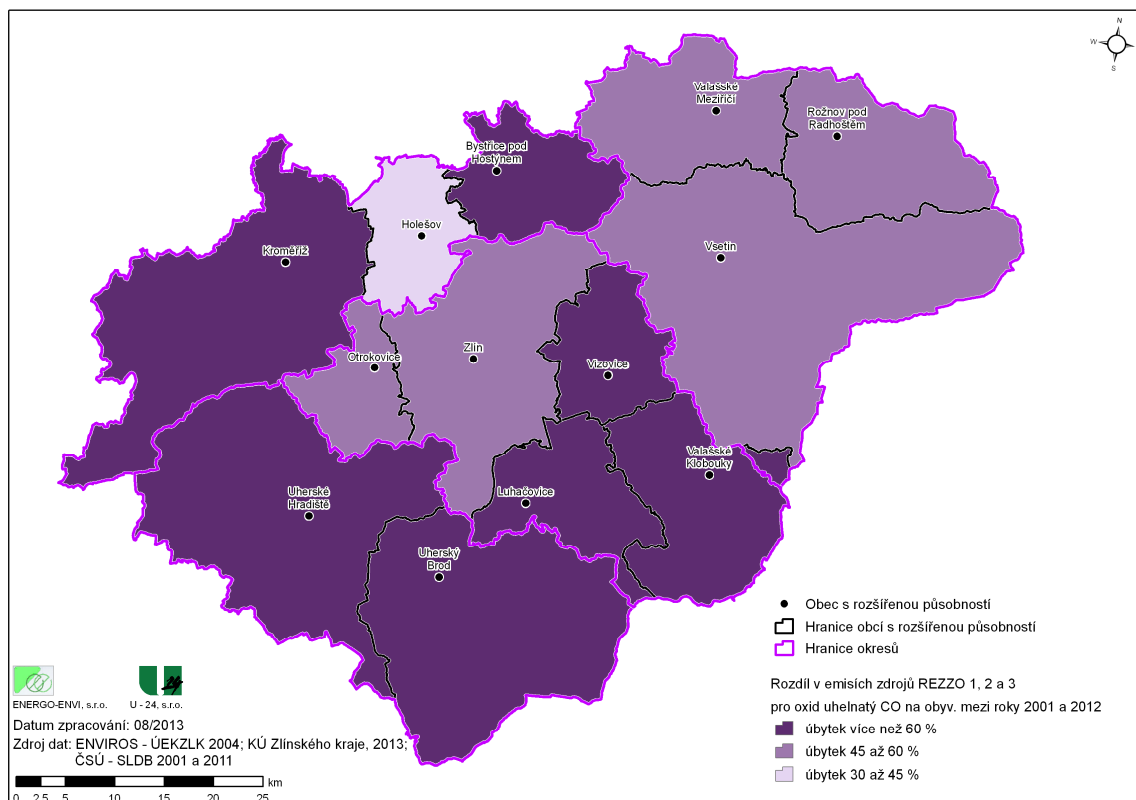 N
W
S
Valašské
Meziříčí
Rožnov pod
Radhoštěm
Bystřice pod
Hostýnem
Holešov
Kroměříž
Vsetín
Otrokovice
Zlín
Vizovice
Valašské
Klobouky
Luhačovice
Uherské
Hradiště
Uherský
Brod
Obec s rozšířenou působností
Hranice obcí s rozšířenou působností
Hranice okresů
Rozdíl v emisích zdrojů REZZO 1, 2 a 3
pro oxid uhelnatý CO na obyv. mezi roky 2001 a 2012
úbytek více než 60 %
úbytek 45 až 60 %
úbytek 30 až 45 %
ENERGO-ENVI, s.r.o. U - 24, s.r.o.
Datum zpracování: 08/2013
Zdroj dat: ENVIROS - ÚEKZLK 2004; KÚ Zlínského kraje, 2013;
ČSÚ - SLDB 2001 a 2011
km
0 2,5 5 10 15 20 25